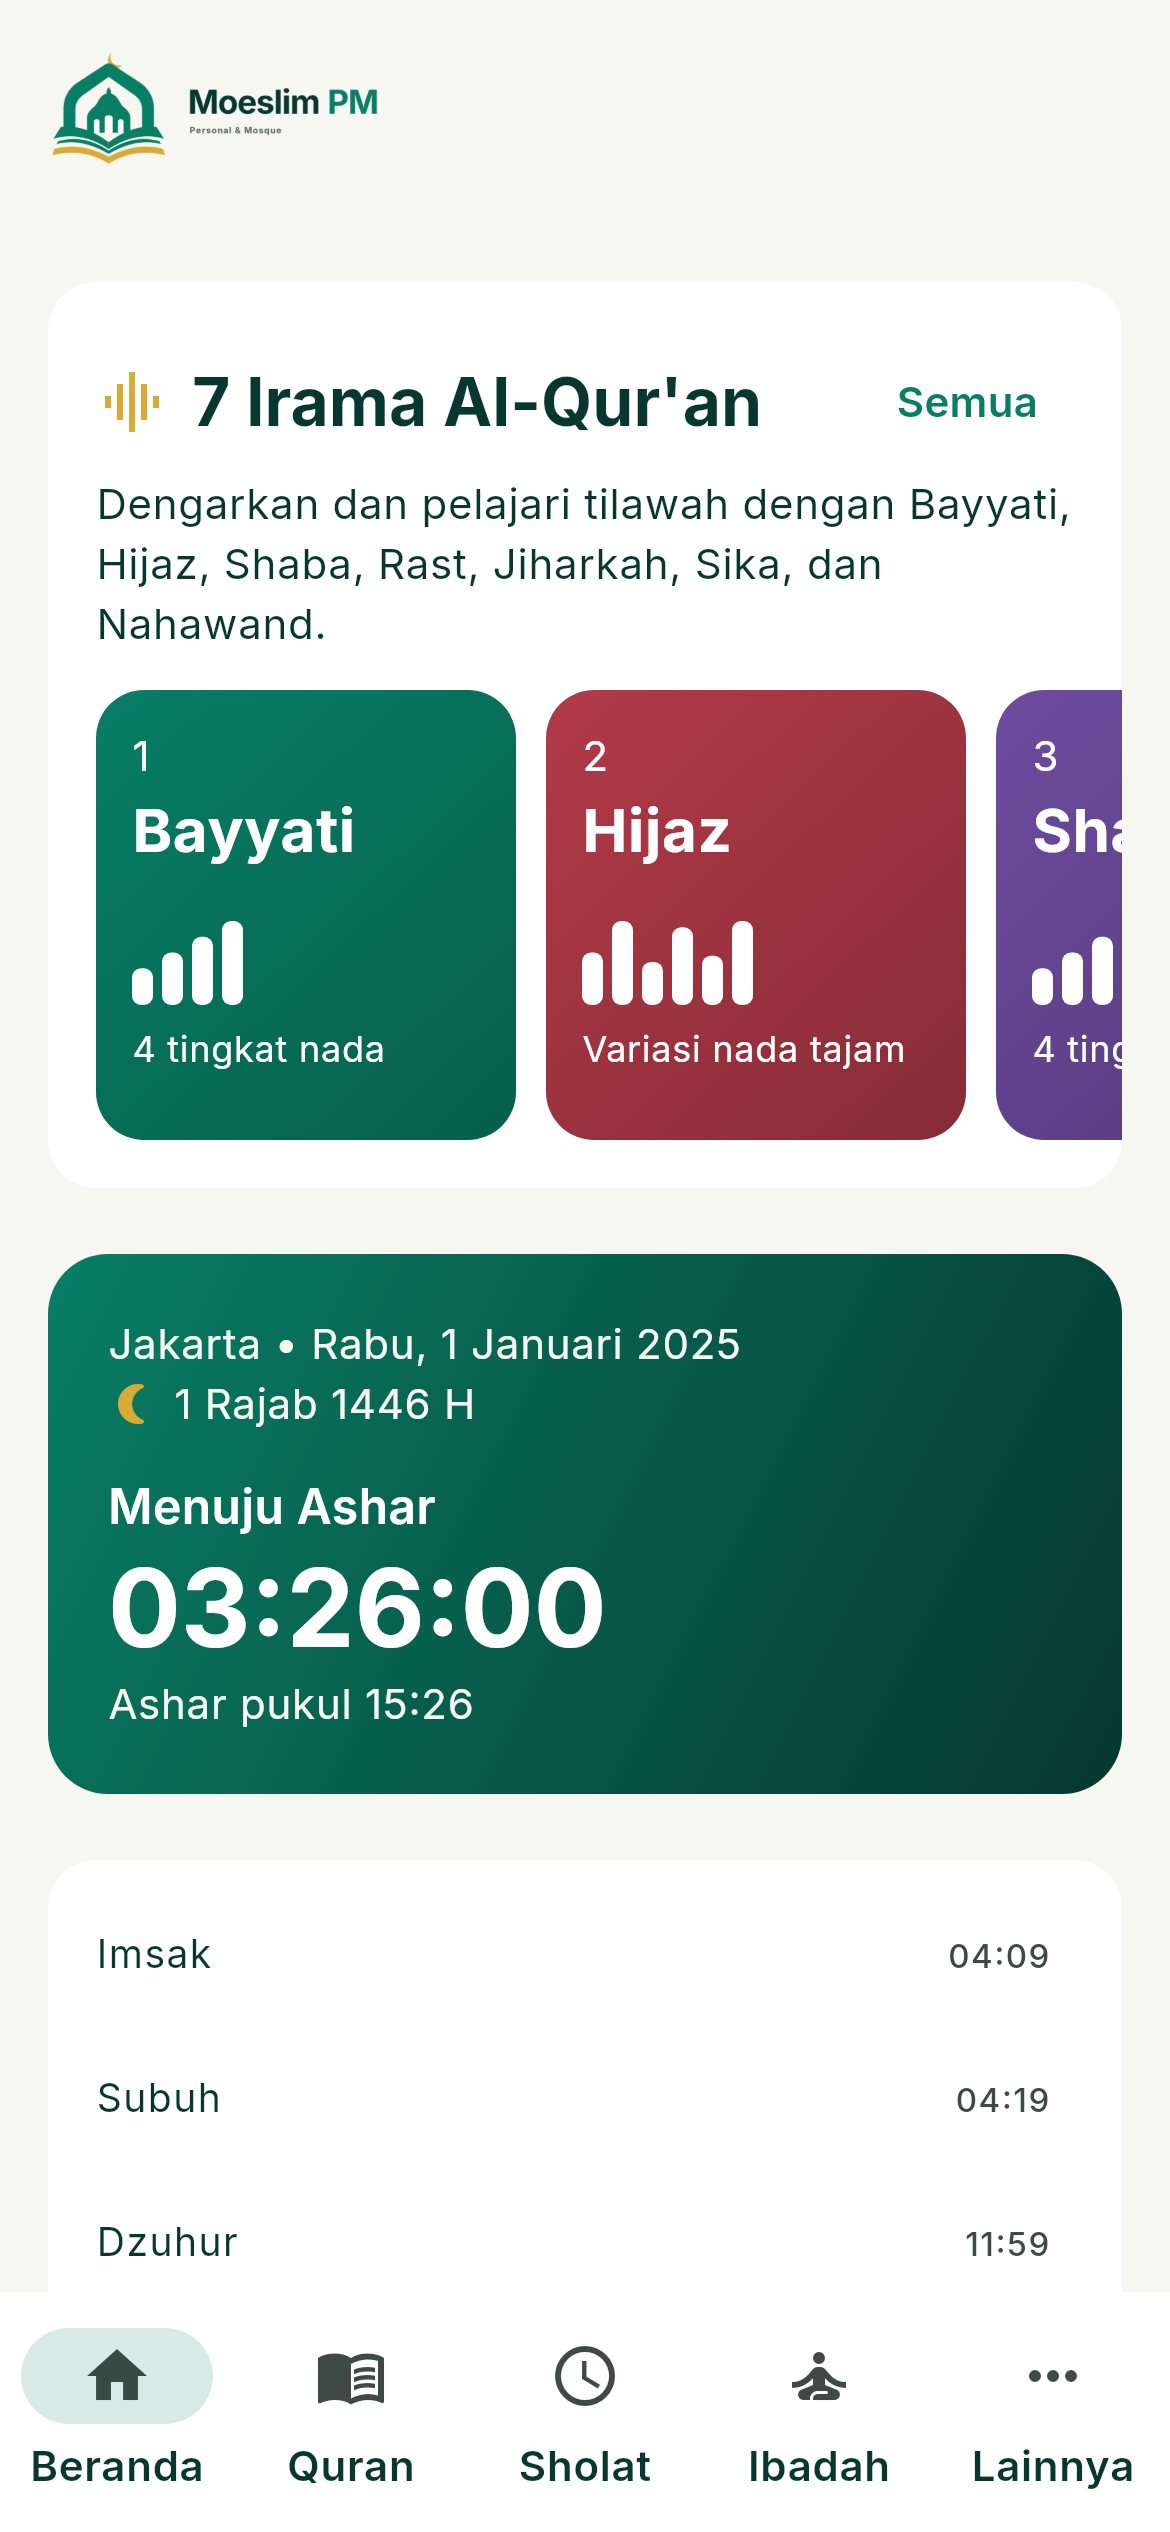 Moeslim PM
Personal & Mosque
7 Irama Al-Qur'an
Semua
Dengarkan dan pelajari tilawah dengan Bayyati,
Hijaz, Shaba, Rast, Jiharkah, Sika, dan
Nahawand.
1
Bayyati
4 tingkat nada
2
Hijaz
Variasi nada tajam
3
Sha
4 ting
Jakarta • Rabu, 1 Januari 2025
1 Rajab 1446 H
Menuju Ashar
03:26:00
Ashar pukul 15:26
Imsak 04:09
Subuh 04:19
Dzuhur 11:59
Beranda
Quran
Sholat
Ibadah
Lainnya